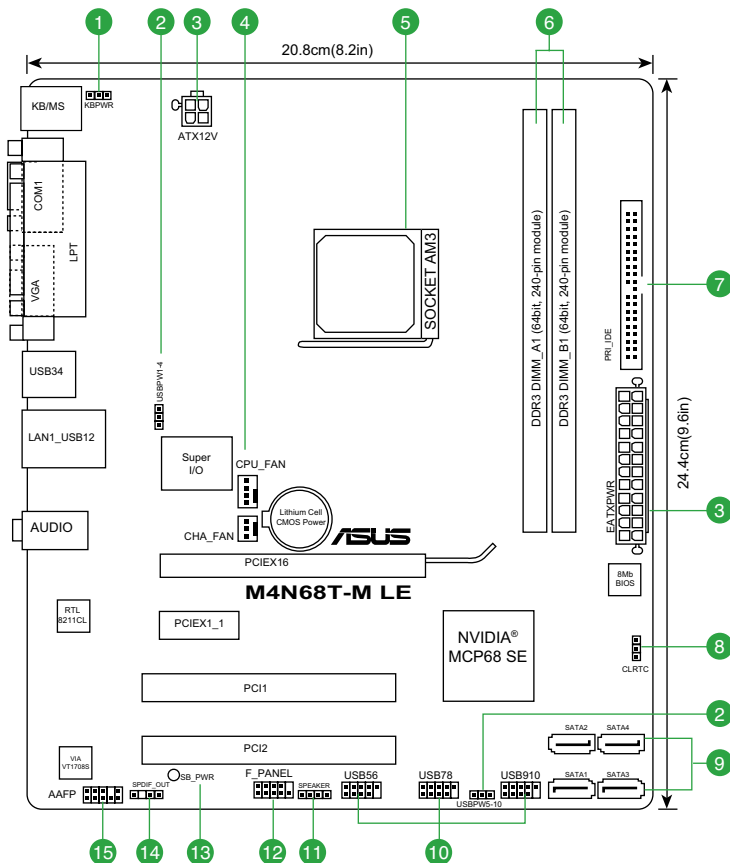 1
2
3
4
5
6
20.8cm(8.2in)
KB/MS
KBPWR
ATX12V
COM1
LPT
VGA
SOCKET AM3
DDR3 DIMM_A1 (64bit, 240-pin module)
DDR3 DIMM_B1 (64bit, 240-pin module)
PRI_IDE
7
USB34
USBPW1-4
LAN1_USB12
Super
I/O
CPU_FAN
24.4cm(9.6in)
EATXPWR
3
AUDIO
CHA_FAN
Lithium Cell
CMOS Power
ASUS
PCIEX16
M4N68T-M LE
8Mb
BIOS
RTL
8211CL
PCIEX1_1
NVIDIA®
MCP68 SE
8
CLRTC
PCI1
2
SATA2
SATA4
PCI2
9
VIA
VT1708S
SB_PWR
AAFP
SPDIF_OUT
F_PANEL
SPEAKER
USB56
USB78
USBPW5-10
USB910
SATA1
SATA3
15
14
13
12
11
10